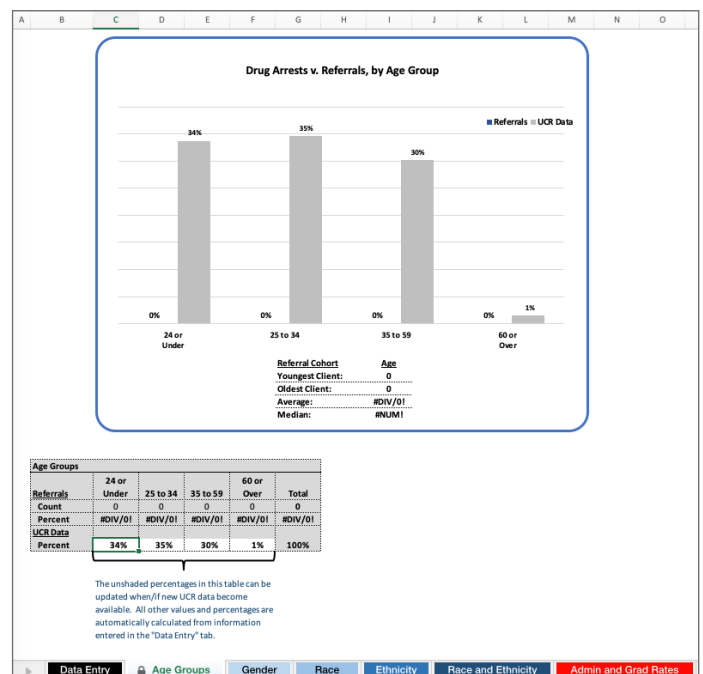 A B C D E F G H I J K L M N O
Drug Arrests v. Referrals, by Age Group
Referrals UCR Data
34% 35% 30% 1%
0% 0% 0% 0%
24 or Under 25 to 34 35 to 59 60 or Over
Referral Cohort Age
Youngest Client: 0
Oldest Client: 0
Average: #DIV/0!
Median: #NUM!
Age Groups
Referrals 24 or Under 25 to 34 35 to 59 60 or Over Total
Count 0 0 0 0 0
Percent #DIV/0! #DIV/0! #DIV/0! #DIV/0! #DIV/0!
UCR Data
Percent 34% 35% 30% 1% 100%
The unshaded percentages in this table can be
updated when/if new UCR data become
available. All other values and percentages are
automatically calculated from information
entered in the "Data Entry" tab.
Data Entry Age Groups Gender Race Ethnicity Race and Ethnicity Admin and Grad Rates